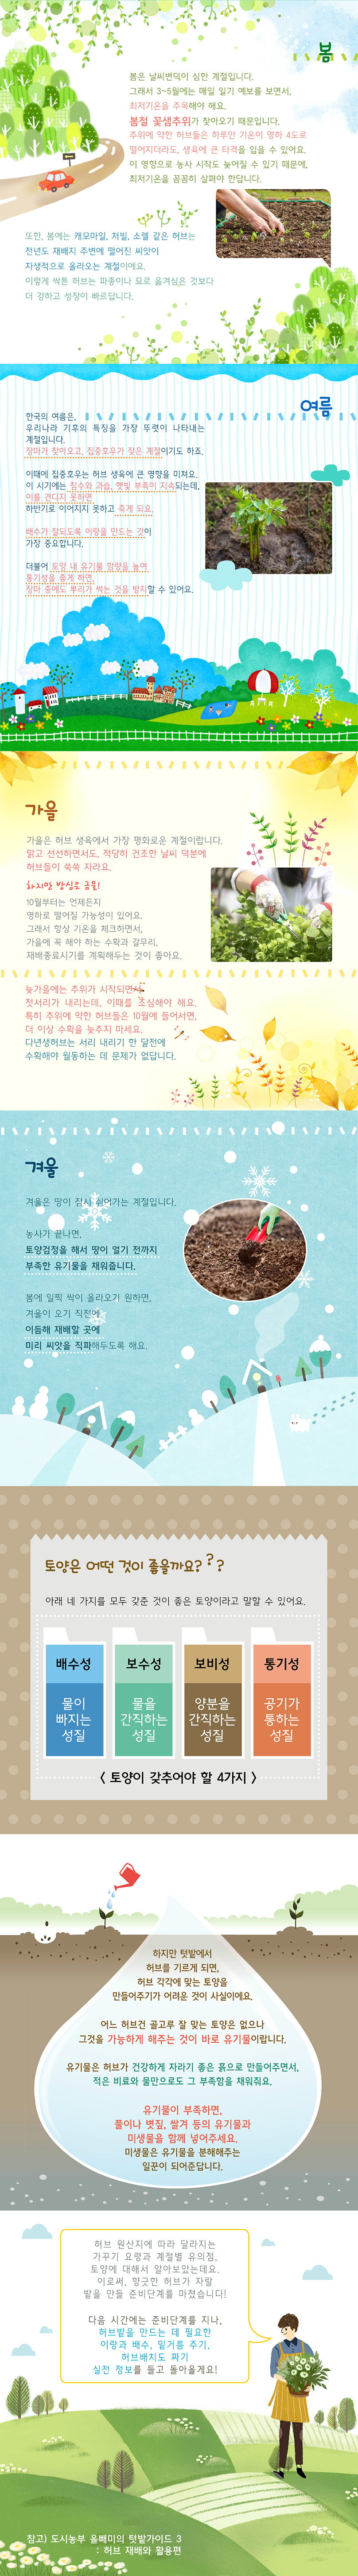 봄
봄은 날씨변덕이 심한 계절입니다.
그래서 3~5월에는 매일 일기 예보를 보면서,
최저기온을 주목해야 해요.
봄철 꽃샘추위가 찾아오기 때문입니다.
추위에 약한 허브들은 하루만 기온이 영하 4도로
떨어지더라도, 생육에 큰 타격을 입을 수 있어요.
이 영향으로 농사 시작도 늦어질 수 있기 때문에,
최저기온을 꼼꼼히 살펴야 한답니다.
또한, 봄에는 캐모마일, 처빌, 소렐 같은 허브는
전년도 재배지 주변에 떨어진 씨앗이
자생적으로 올라오는 계절이에요.
이렇게 싹튼 허브는 파종이나 묘로 옮겨심은 것보다
더 강하고 성장이 빠르답니다.
여름
한국의 여름은,
우리나라 기후의 특징을 가장 뚜렷이 나타내는
계절입니다.
장마가 찾아오고, 집중호우가 잦은 계절이기도 하죠.
이때에 집중호우는 허브 생육에 큰 영향을 미쳐요.
이 시기에는 침수와 과습, 햇빛 부족이 지속되는데,
이를 견디지 못하면,
하반기로 이어지지 못하고 죽게 되요.
배수가 잘되도록 이랑을 만드는 것이
가장 중요합니다.
더불어 토양 내 유기물 함량을 높여
통기성을 좋게 하면,
장마 중에도 뿌리가 썩는 것을 방지할 수 있어요.
가을
가을은 허브 생육에서 가장 평화로운 계절이랍니다.
맑고 선선하면서도, 적당히 건조한 날씨 덕분에
허브들이 쑥쑥 자라요.
하지만 방심은 금물!
10월부터는 언제든지
영하로 떨어질 가능성이 있어요.
그래서 항상 기온을 체크하면서,
가을에 꼭 해야 하는 수확과 갈무리,
재배종료시기를 계획해두는 것이 좋아요.
늦가을에는 추위가 시작되면서
첫서리가 내리는데, 이때를 조심해야 해요.
특히 추위에 약한 허브들은 10월에 들어서면,
더 이상 수확을 늦추지 마세요.
다년생허브는 서리 내리기 한 달전에
수확해야 월동하는 데 문제가 없답니다.
겨울
겨울은 땅이 잠시 쉬어가는 계절입니다.
농사가 끝나면,
토양검정을 해서 땅이 얼기 전까지
부족한 유기물을 채워줍니다.
봄에 일찍 싹이 올라오기 원하면,
겨울이 오기 직전에
이듬해 재배할 곳에
미리 씨앗을 직파해두도록 해요.
토양은 어떤 것이 좋을까요???
아래 네 가지를 모두 갖춘 것이 좋은 토양이라고 말할 수 있어요.
배수성 보수성 보비성 통기성
물이 물을 양분을 공기가
빠지는 간직하는 간직하는 통하는
성질 성질 성질 성질
< 토양이 갖추어야 할 4가지 >
하지만 텃밭에서
허브를 기르게 되면,
허브 각각에 맞는 토양을
만들어주기가 어려운 것이 사실이에요.
어느 허브건 골고루 잘 맞는 토양은 없으나
그것을 가능하게 해주는 것이 바로 유기물이랍니다.
유기물은 허브가 건강하게 자라기 좋은 흙으로 만들어주면서,
적은 비료와 물만으로도 그 부족함을 채워줘요.
유기물이 부족하면,
풀이나 볏짚, 쌀겨 등의 유기물과
미생물을 함께 넣어주세요.
미생물은 유기물을 분해해주는
일꾼이 되어준답니다.
허브 원산지에 따라 달라지는
가꾸기 요령과 계절별 유의점,
토양에 대해서 알아보았는데요.
이로써, 향긋한 허브가 자랄
밭을 만들 준비단계를 마쳤습니다!
다음 시간에는 준비단계를 지나,
허브밭을 만드는 데 필요한
이랑과 배수, 밑거름 주기,
허브배치도 짜기
실전 정보를 들고 돌아올게요!
참고) 도시농부 올빼미의 텃밭가이드 3
: 허브 재배와 활용편